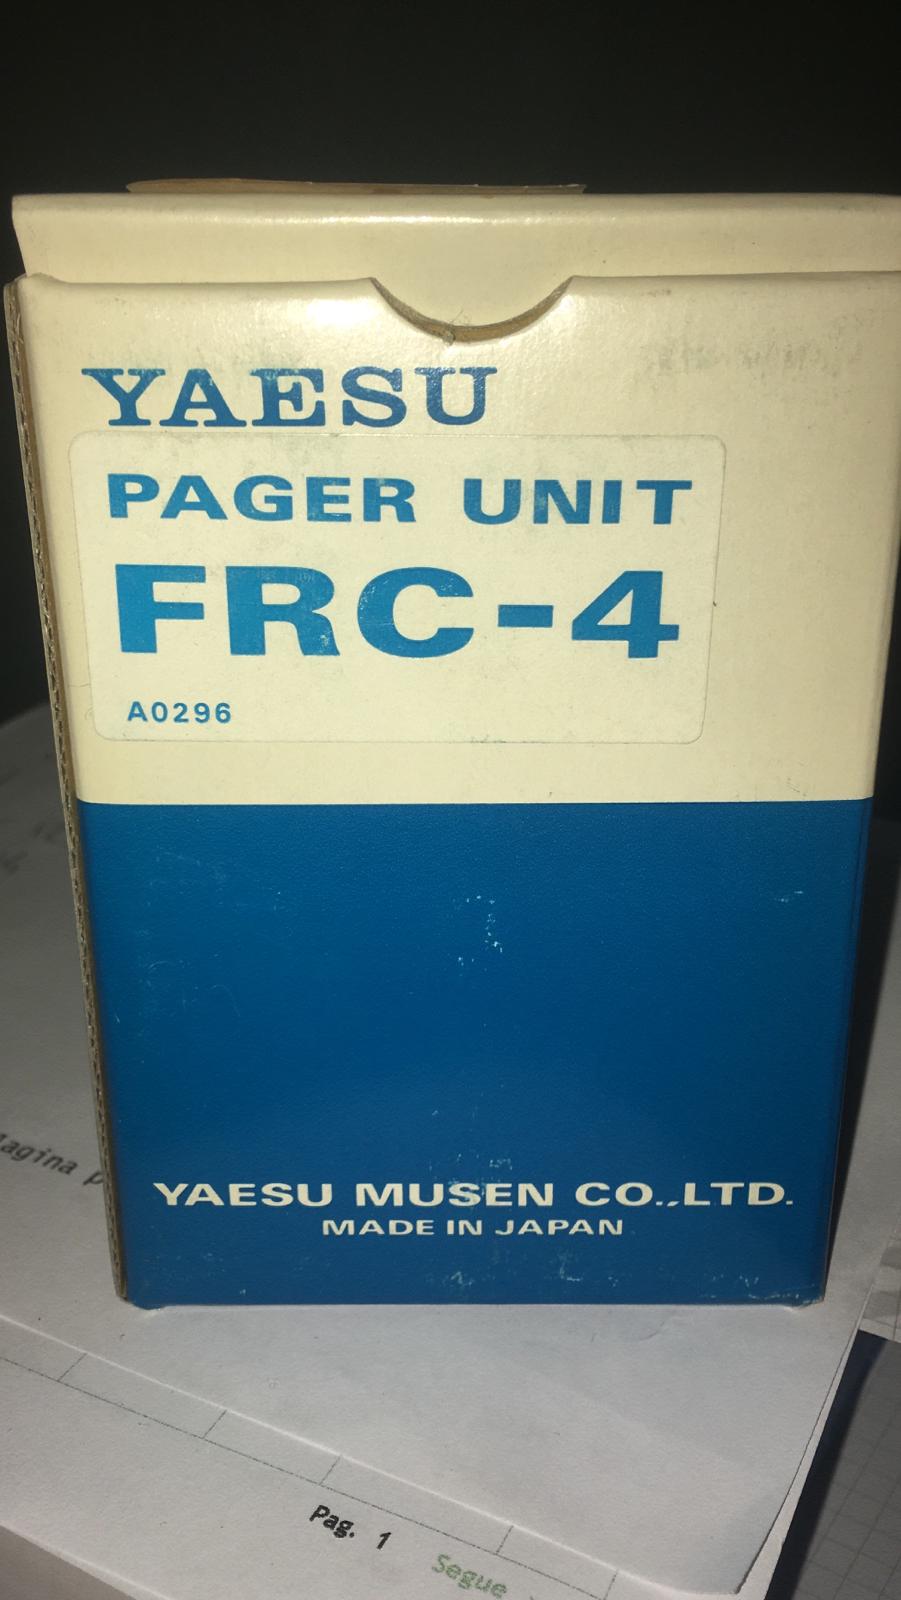 YAESU
PAGER UNIT
FRC-4
A0296
YAESU MUSEN CO.,LTD.
MADE IN JAPAN
Pag. 1
Segue